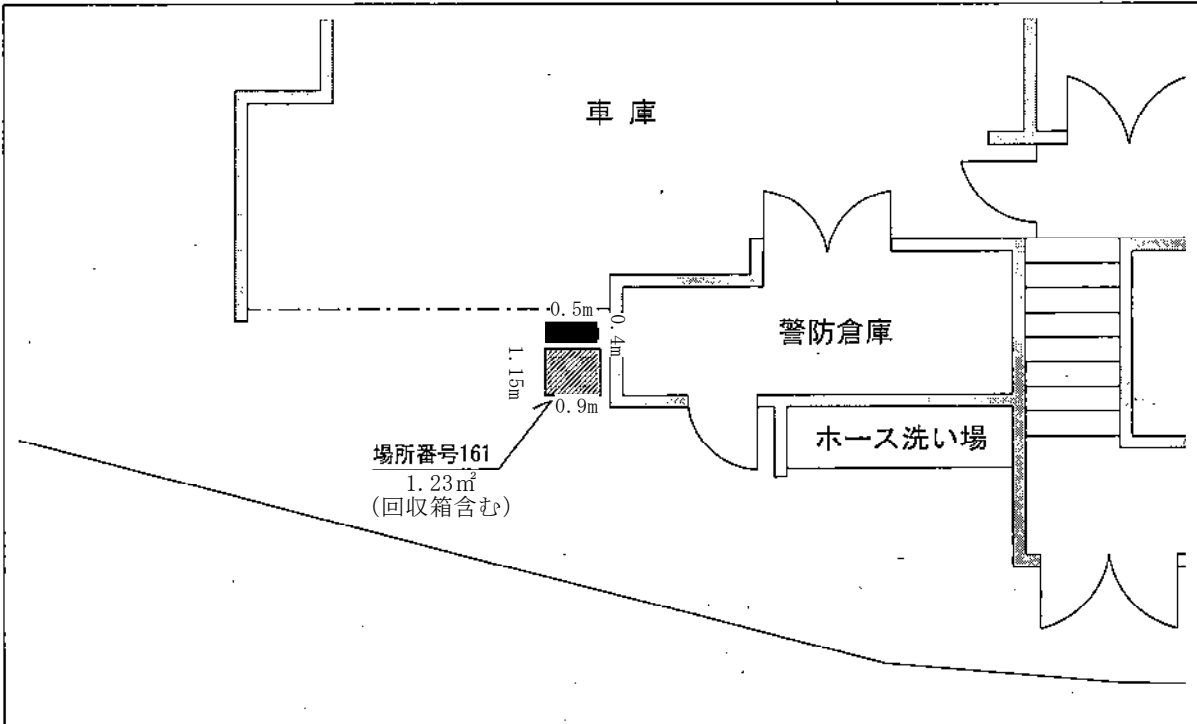 車庫
0.5m
0.4m
1.15m
0.9m
警防倉庫
ホース洗い場
場所番号161
1.23㎡
(回収箱含む)